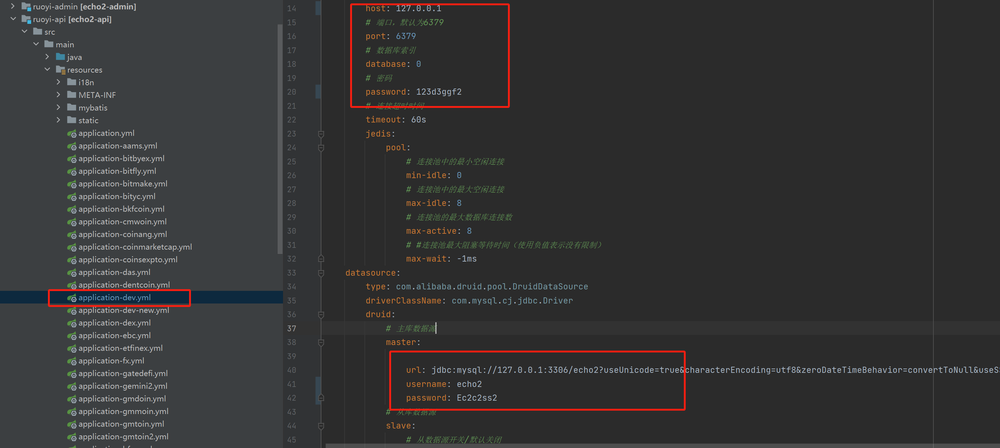 ruoyi-admin [echo2-admin]
ruoyi-api [echo2-api]
src
main
java
resources
i18n
META-INF
mybatis
static
application.yml
application-aams.yml
application-bitbyex.yml
application-bitfly.yml
application-bitmake.yml
application-bityc.yml
application-bkfcoin.yml
application-cmwoin.yml
application-coinang.yml
application-coinmarketcap.yml
application-coinsexpto.yml
application-das.yml
application-dentcoin.yml
application-dev.yml
application-dev-new.yml
application-dex.yml
application-ebc.yml
application-etfinex.yml
application-fx.yml
application-gatedefi.yml
application-gemini2.yml
application-gmdoin.yml
application-gmmoin.yml
application-gmtoin.yml
application-gmtoin2.yml
14 host: 127.0.0.1
15 # 端口，默认为6379
16 port: 6379
17 # 数据库索引
18 database: 0
19 # 密码
20 password: 123d3ggf2
21 # 连接超时时间
22 timeout: 60s
23 jedis:
24 pool:
25 # 连接池中的最小空闲连接
26 min-idle: 0
27 # 连接池中的最大空闲连接
28 max-idle: 8
29 # 连接池的最大数据库连接数
30 max-active: 8
31 # #连接池最大阻塞等待时间（使用负值表示没有限制）
32 max-wait: -1ms
33 datasource:
34 type: com.alibaba.druid.pool.DruidDataSource
35 driverClassName: com.mysql.cj.jdbc.Driver
36 druid:
37 # 主库数据源
38 master:
39
40 url: jdbc:mysql://127.0.0.1:3306/echo2?useUnicode=true&characterEncoding=utf8&zeroDateTimeBehavior=convertToNull&useS
41 username: echo2
42 password: Ec2c2ss2
43 # 从库数据源
44 slave:
45 # 从数据源开关/默认关闭